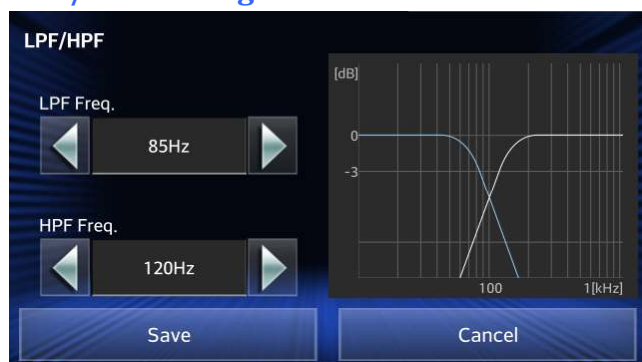 LPF/HPF
LPF Freq.
85Hz
HPF Freq.
120Hz
[dB]
0
-3
100
1[kHz]
Save
Cancel